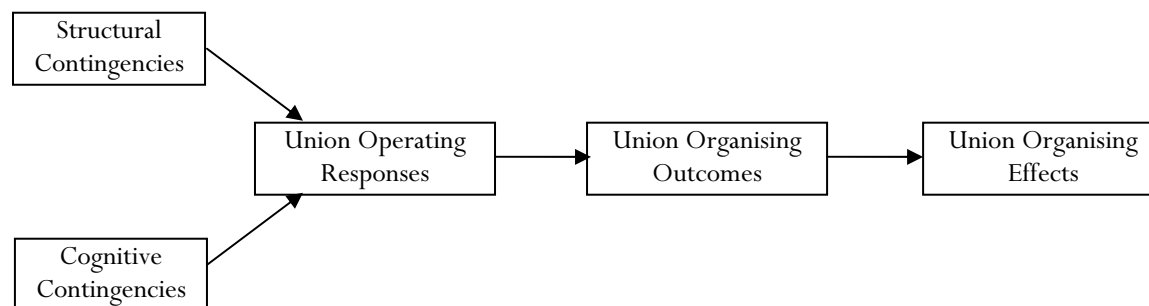 Structural
Contingencies
Union Operating
Responses
Union Organising
Outcomes
Union Organising
Effects
Cognitive
Contingencies